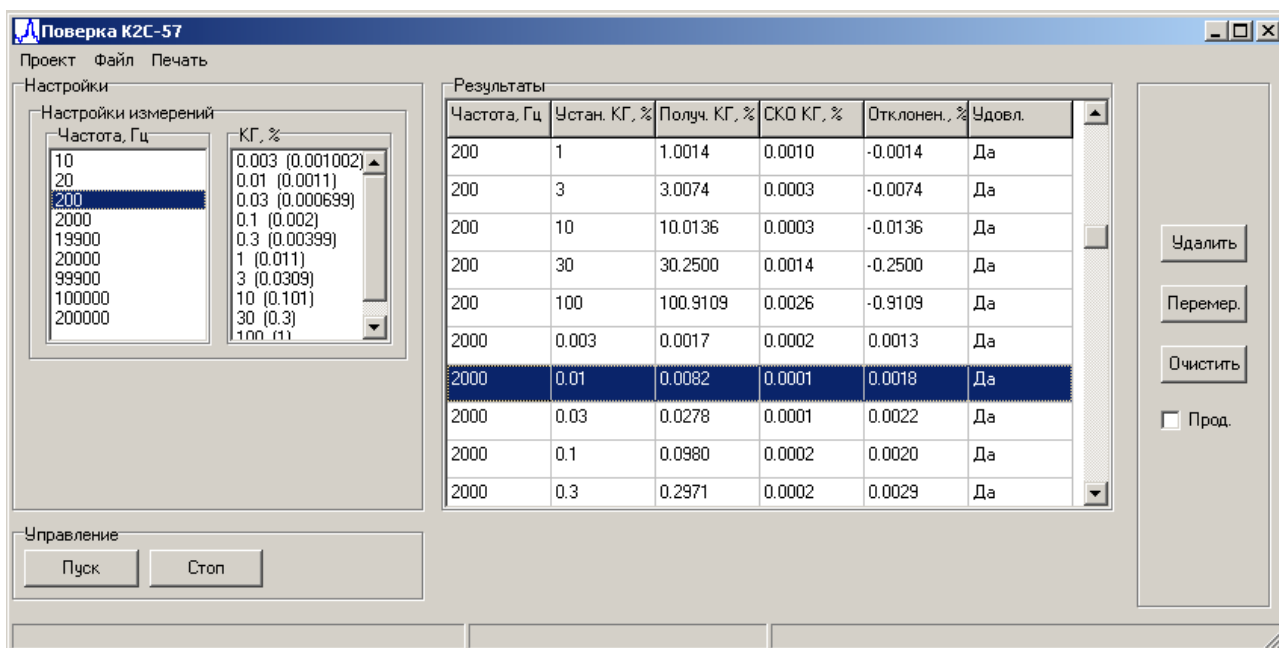 Поверка К2С-57
Проект Файл Печать
Настройки
Настройки измерений
Частота, Гц
10
20
200
2000
19900
20000
99900
100000
200000
КГ, %
0.003 (0.001002)
0.01 (0.0011)
0.03 (0.000699)
0.1 (0.002)
0.3 (0.00399)
1 (0.011)
3 (0.0309)
10 (0.101)
30 (0.3)
100 (1)
Управление
Пуск Стоп
Результаты
Частота, Гц Устан. КГ, % Получ. КГ, % СКО КГ, % Отклонен., % Удовл.
200 1 1.0014 0.0010 -0.0014 Да
200 3 3.0074 0.0003 -0.0074 Да
200 10 10.0136 0.0003 -0.0136 Да
200 30 30.2500 0.0014 -0.2500 Да
200 100 100.9109 0.0026 -0.9109 Да
2000 0.003 0.0017 0.0002 0.0013 Да
2000 0.01 0.0082 0.0001 0.0018 Да
2000 0.03 0.0278 0.0001 0.0022 Да
2000 0.1 0.0980 0.0002 0.0020 Да
2000 0.3 0.2971 0.0002 0.0029 Да
Удалить
Перемер.
Очистить
Прод.